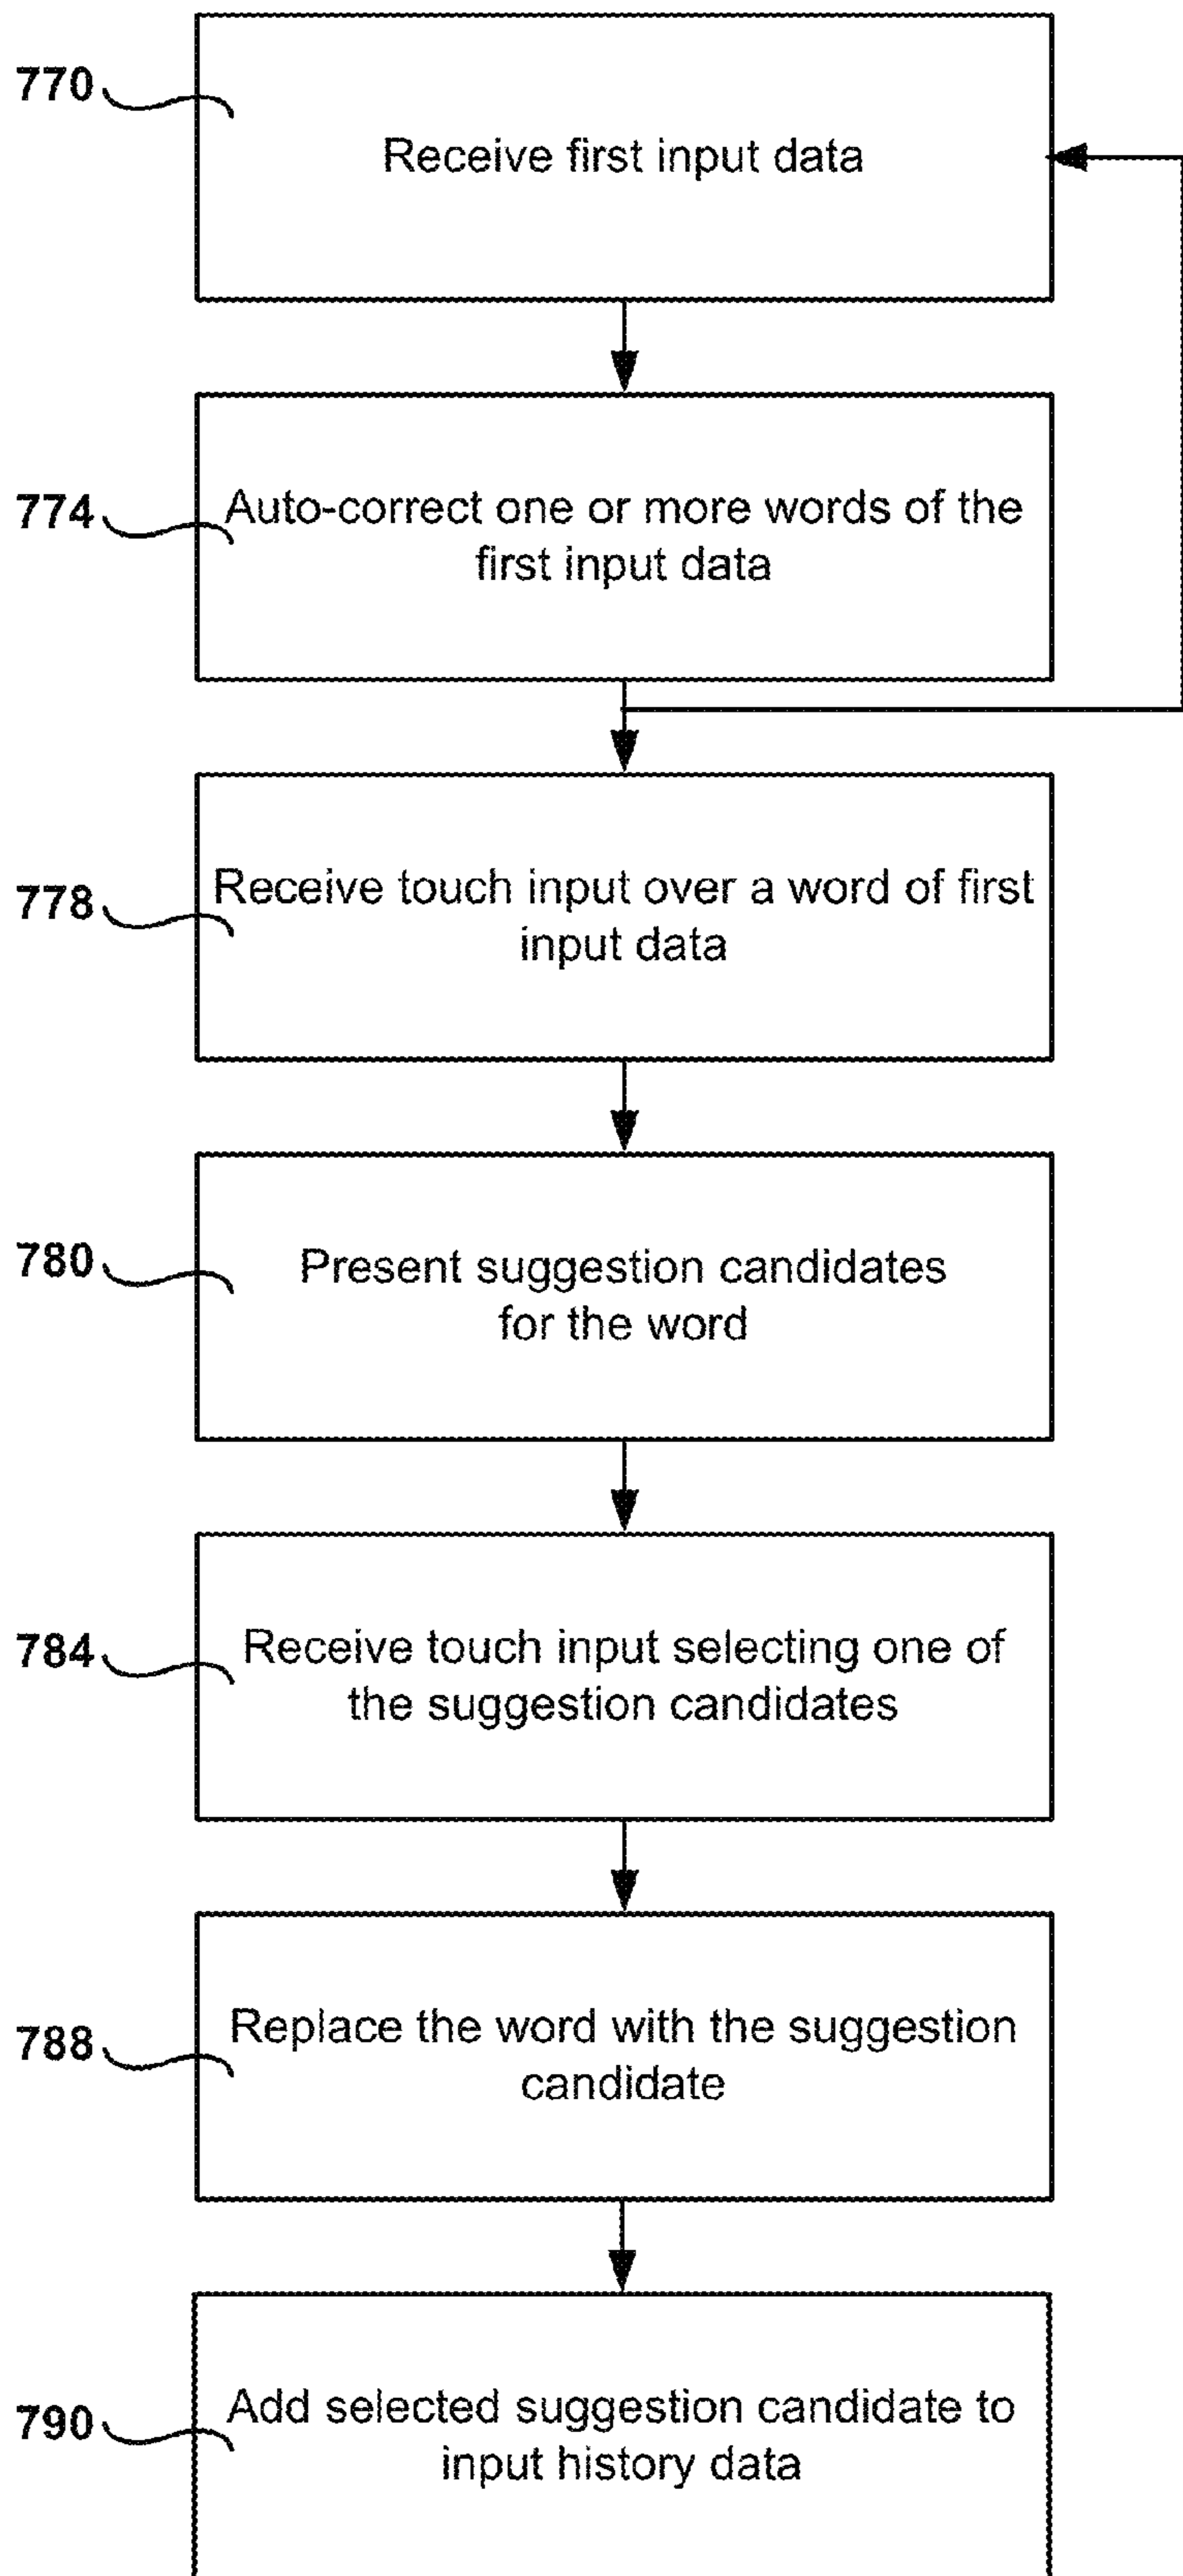 770
Receive first input data
774
Auto-correct one or more words of the
first input data
778
Receive touch input over a word of first
input data
780
Present suggestion candidates
for the word
784
Receive touch input selecting one of
the suggestion candidates
788
Replace the word with the suggestion
candidate
790
Add selected suggestion candidate to
input history data